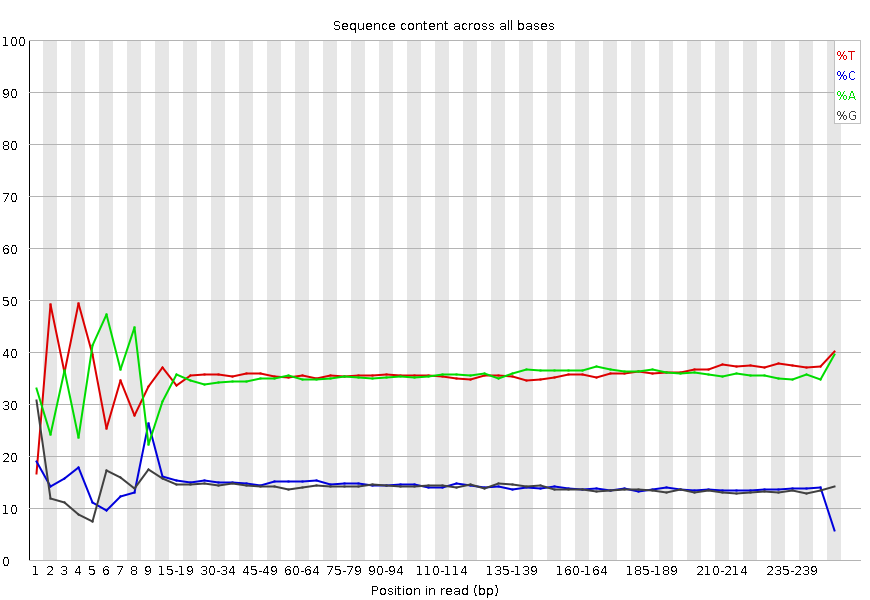 Sequence content across all bases
100
90
80
70
60
50
40
30
20
10
0
%T
%C
%A
%G
1 2 3 4 5 6 7 8 9 15-19 30-34 45-49 60-64 75-79 90-94 110-114 135-139 160-164 185-189 210-214 235-239
Position in read (bp)